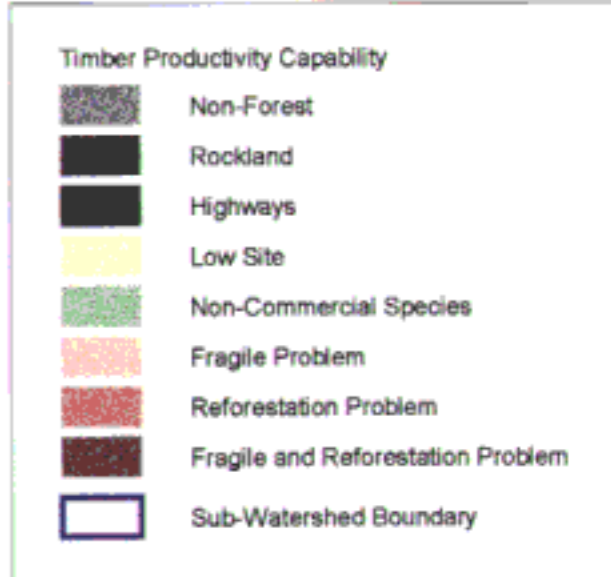 Timber Productivity Capability
Non-Forest
Rockland
Highways
Low Site
Non-Commercial Species
Fragile Problem
Reforestation Problem
Fragile and Reforestation Problem
Sub-Watershed Boundary